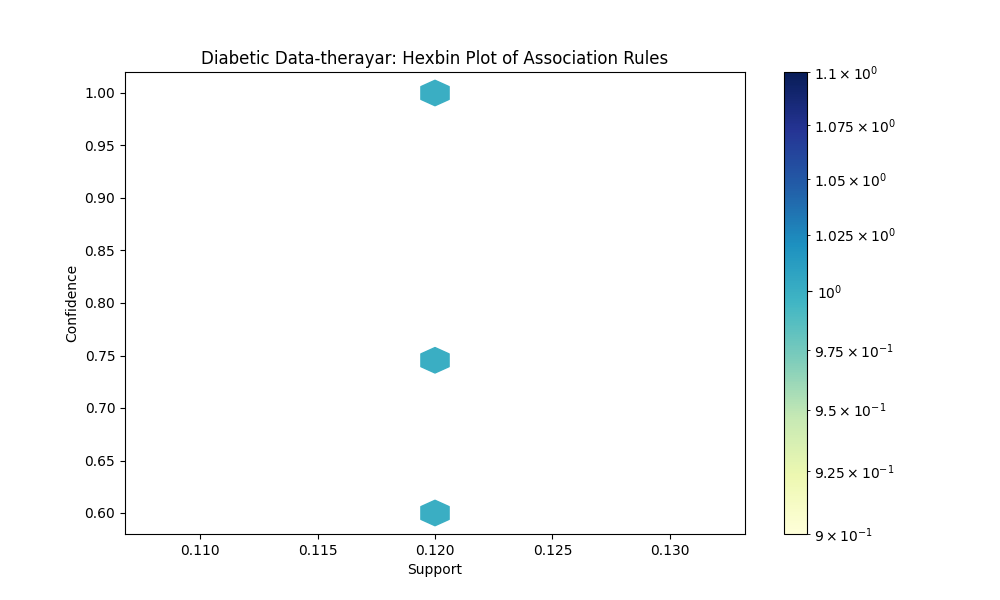 Diabetic Data-therayar: Hexbin Plot of Association Rules
Confidence
1.00
0.95
0.90
0.85
0.80
0.75
0.70
0.65
0.60
0.110 0.115 0.120 0.125 0.130
Support
1.1 × 10⁰
1.075 × 10⁰
1.05 × 10⁰
1.025 × 10⁰
10⁰
9.75 × 10⁻¹
9.5 × 10⁻¹
9.25 × 10⁻¹
9 × 10⁻¹